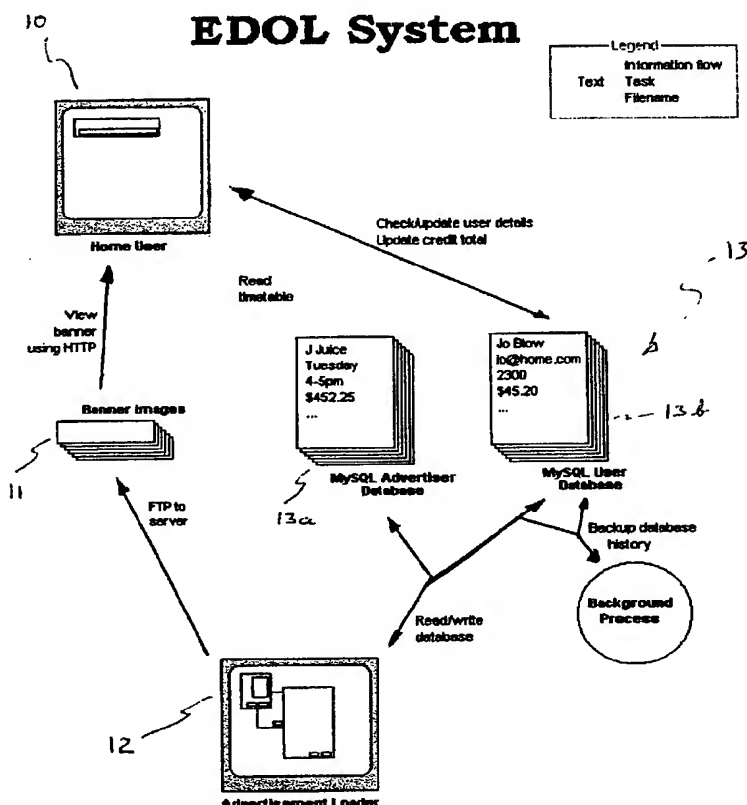 10
EDOL System
Legend
Information flow
Text Task
Filename
Home User
Check/Update user details
Update credit total
13
Read
timetable
View
banner
using HTTP
J Juice
Tuesday
4-5pm
$452.25
...
Jo Blow
jo@home.com
2300
$45.20
...
13b
Banner images
11
MySQL Advertiser
Database
13a
MySQL User
Database
FTP to
server
Backup database
history
Read/write
database
Background
Process
12
Advertisement Loader